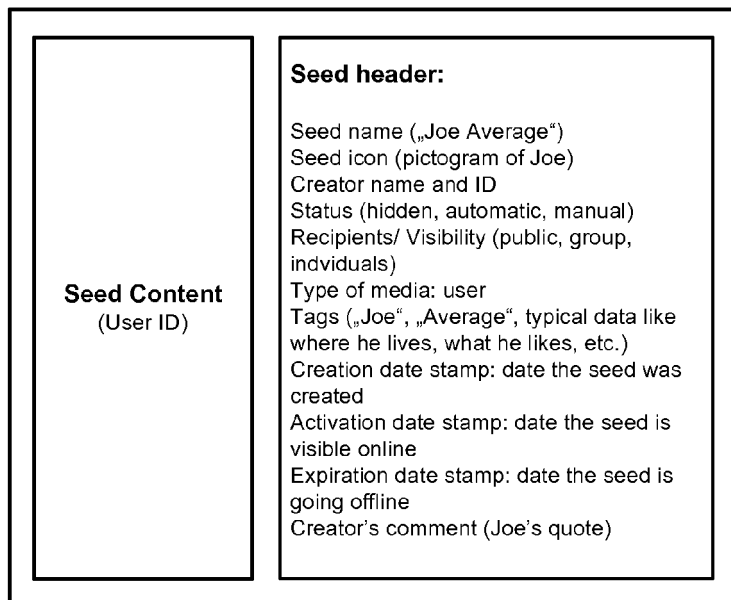 Seed Content
(User ID)
Seed header:
Seed name („Joe Average“)
Seed icon (pictogram of Joe)
Creator name and ID
Status (hidden, automatic, manual)
Recipients/ Visibility (public, group,
indviduals)
Type of media: user
Tags („Joe“, „Average“, typical data like
where he lives, what he likes, etc.)
Creation date stamp: date the seed was
created
Activation date stamp: date the seed is
visible online
Expiration date stamp: date the seed is
going offline
Creator’s comment (Joe’s quote)